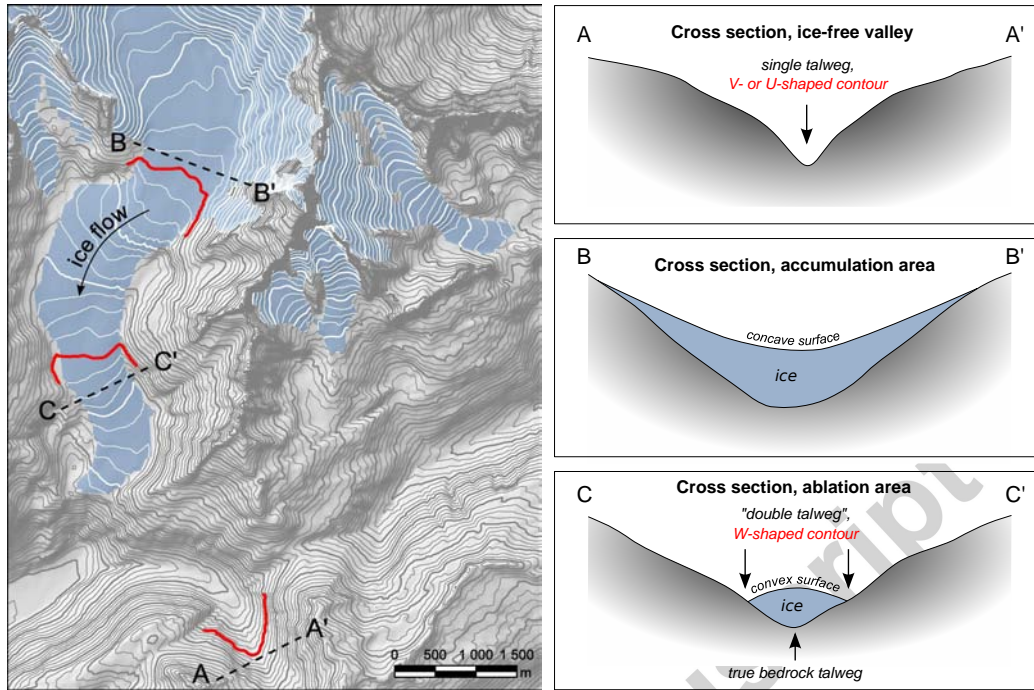 B
B'
ice flow
C'
C
A'
A
0
500
1 000
1 500
m
A
A'
Cross section, ice-free valley
single talweg,
V- or U-shaped contour
B
B'
Cross section, accumulation area
concave surface
ice
C
C'
Cross section, ablation area
"double talweg",
W-shaped contour
convex surface
ice
true bedrock talweg